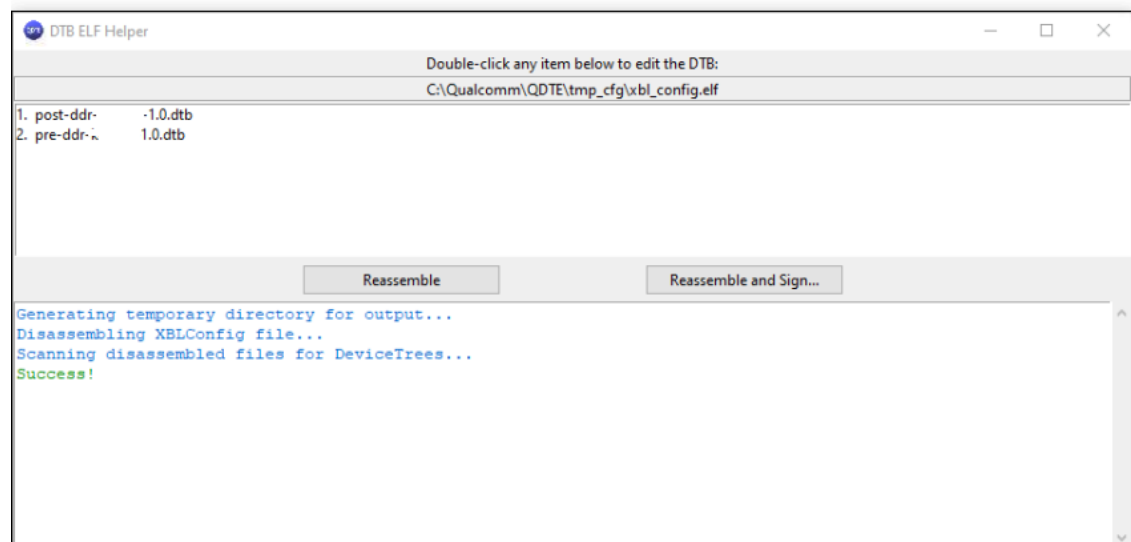 DTB ELF Helper
Double-click any item below to edit the DTB:
C:\Qualcomm\QDTE\tmp_cfg\xbl_config.elf
1. post-ddr- -1.0.dtb
2. pre-ddr- 1.0.dtb
Reassemble
Reassemble and Sign...
Generating temporary directory for output...
Disassembling XBLConfig file...
Scanning disassembled files for DeviceTrees...
Success!